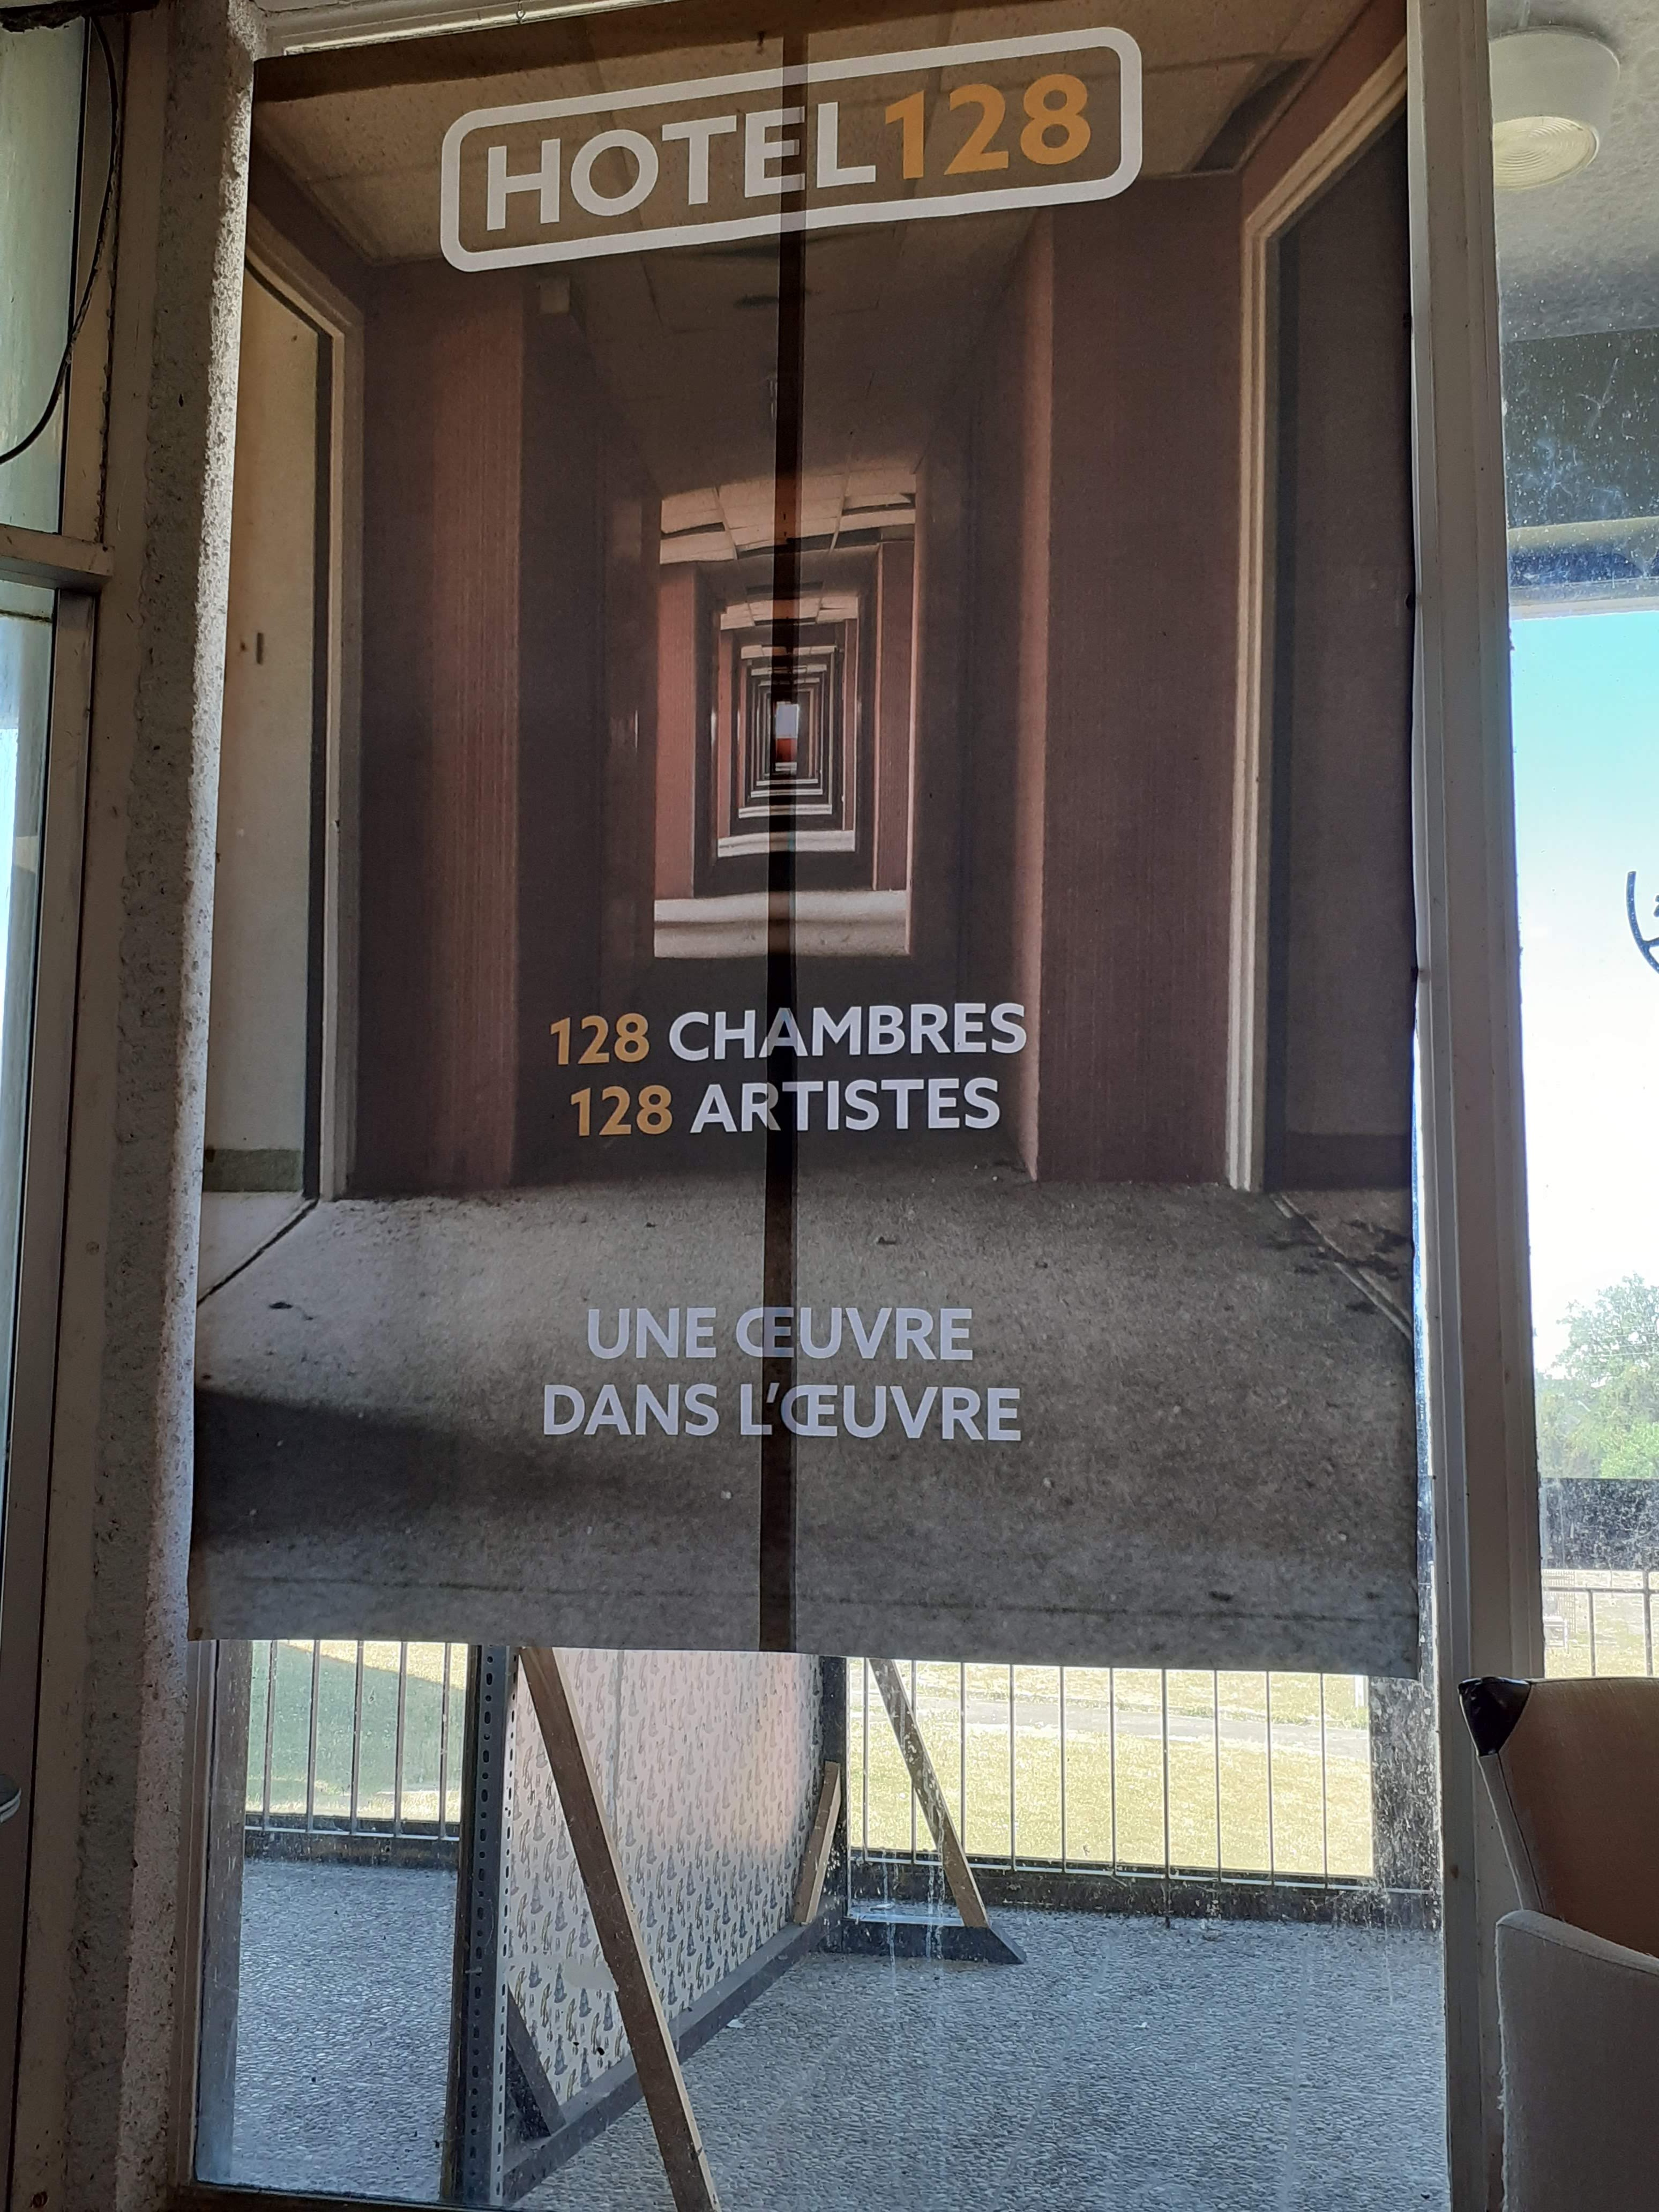 HOTEL128
128 CHAMBRES
128 ARTISTES
UNE ŒUVRE
DANS L'ŒUVRE